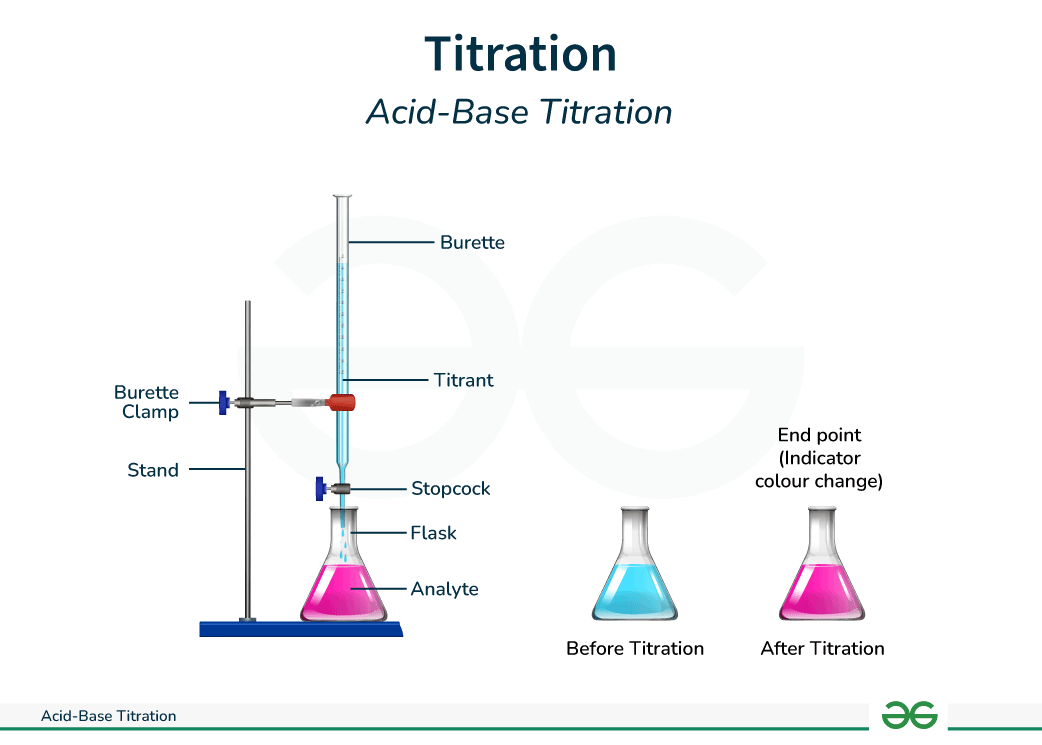 Titration
Acid-Base Titration
Burette
Titrant
Burette
Clamp
Stand
Stopcock
Flask
Analyte
End point
(Indicator
colour change)
Before Titration
After Titration
Acid-Base Titration